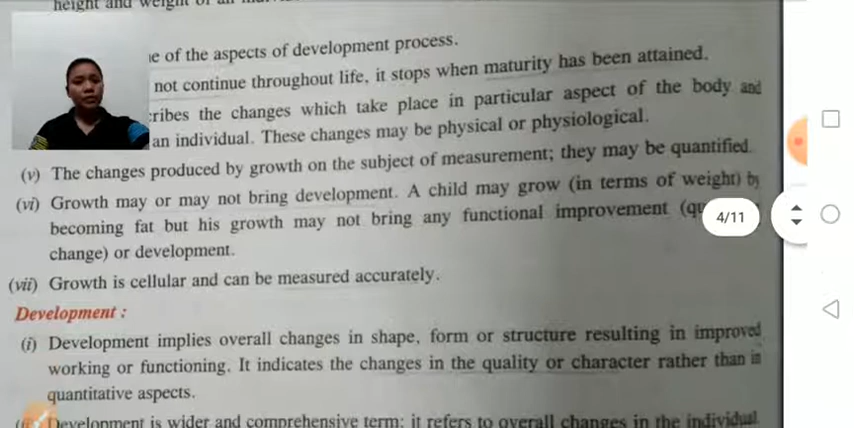 height and weight of an
e of the aspects of development process.
not continue throughout life, it stops when maturity has been attained.
ribes the changes which take place in particular aspect of the body and
an individual. These changes may be physical or physiological.
(v) The changes produced by growth on the subject of measurement; they may be quantified.
(vi) Growth may or may not bring development. A child may grow (in terms of weight) by
becoming fat but his growth may not bring any functional improvement (qu
4/11
change) or development.
(vii) Growth is cellular and can be measured accurately.
Development :
(i) Development implies overall changes in shape, form or structure resulting in improved
working or functioning. It indicates the changes in the quality or character rather than in
quantitative aspects.
Development is wider and comprehensive term; it refers to overall changes in the individual.